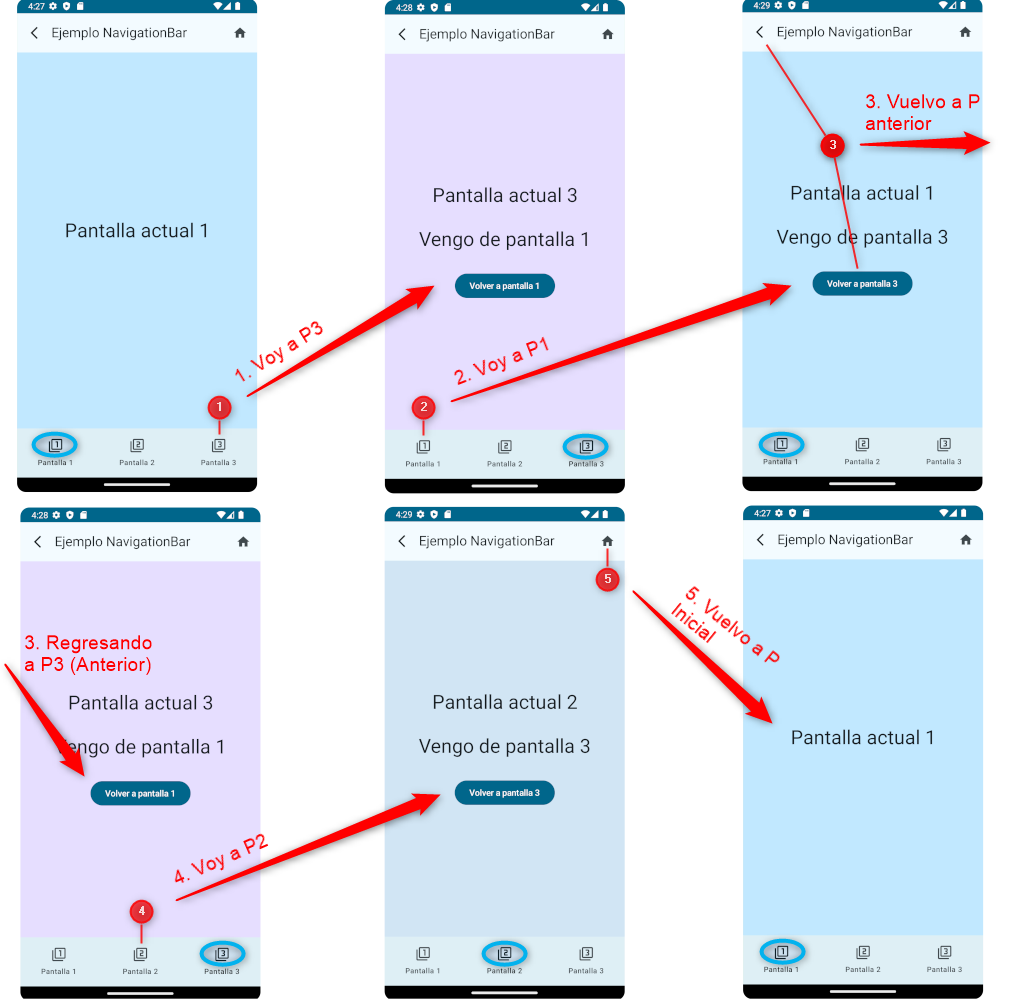 4:27
Ejemplo NavigationBar
Pantalla actual 1
1
Pantalla 1
Pantalla 2
Pantalla 3
1. Voy a P3
4:28
Ejemplo NavigationBar
Pantalla actual 3
Vengo de pantalla 1
Volver a pantalla 1
2
Pantalla 1
Pantalla 2
Pantalla 3
2. Voy a P1
4:29
Ejemplo NavigationBar
3. Vuelvo a P
anterior
3
Pantalla actual 1
Vengo de pantalla 3
Volver a pantalla 3
Pantalla 1
Pantalla 2
Pantalla 3
4:28
Ejemplo NavigationBar
3. Regresando
a P3 (Anterior)
Pantalla actual 3
Vengo de pantalla 1
Volver a pantalla 1
4
Pantalla 1
Pantalla 2
Pantalla 3
4. Voy a P2
4:29
Ejemplo NavigationBar
5
Pantalla actual 2
Vengo de pantalla 3
Volver a pantalla 3
Pantalla 1
Pantalla 2
Pantalla 3
5. Vuelvo a P
Inicial
4:27
Ejemplo NavigationBar
Pantalla actual 1
Pantalla 1
Pantalla 2
Pantalla 3